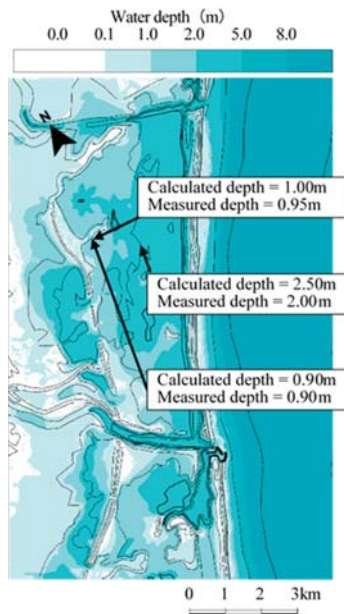 Water depth (m)
0.0 0.1 1.0 2.0 5.0 8.0
N
Calculated depth = 1.00m
Measured depth = 0.95m
Calculated depth = 2.50m
Measured depth = 2.00m
Calculated depth = 0.90m
Measured depth = 0.90m
0 1 2 3km